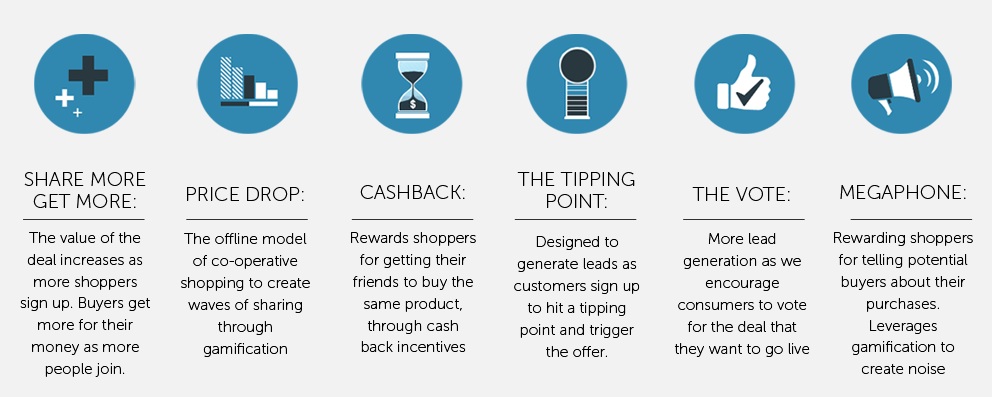 SHARE MORE
GET MORE:
The value of the
deal increases as
more shoppers
sign up. Buyers get
more for their
money as more
people join.
PRICE DROP:
The offline model
of co-operative
shopping to create
waves of sharing
through
gamification
$
CASHBACK:
Rewards shoppers
for getting their
friends to buy the
same product,
through cash
back incentives
THE TIPPING
POINT:
Designed to
generate leads as
customers sign up
to hit a tipping
point and trigger
the offer.
THE VOTE:
More lead
generation as we
encourage
consumers to vote
for the deal that
they want to go live
MEGAPHONE:
Rewarding shoppers
for telling potential
buyers about their
purchases.
Leverages
gamification to
create noise